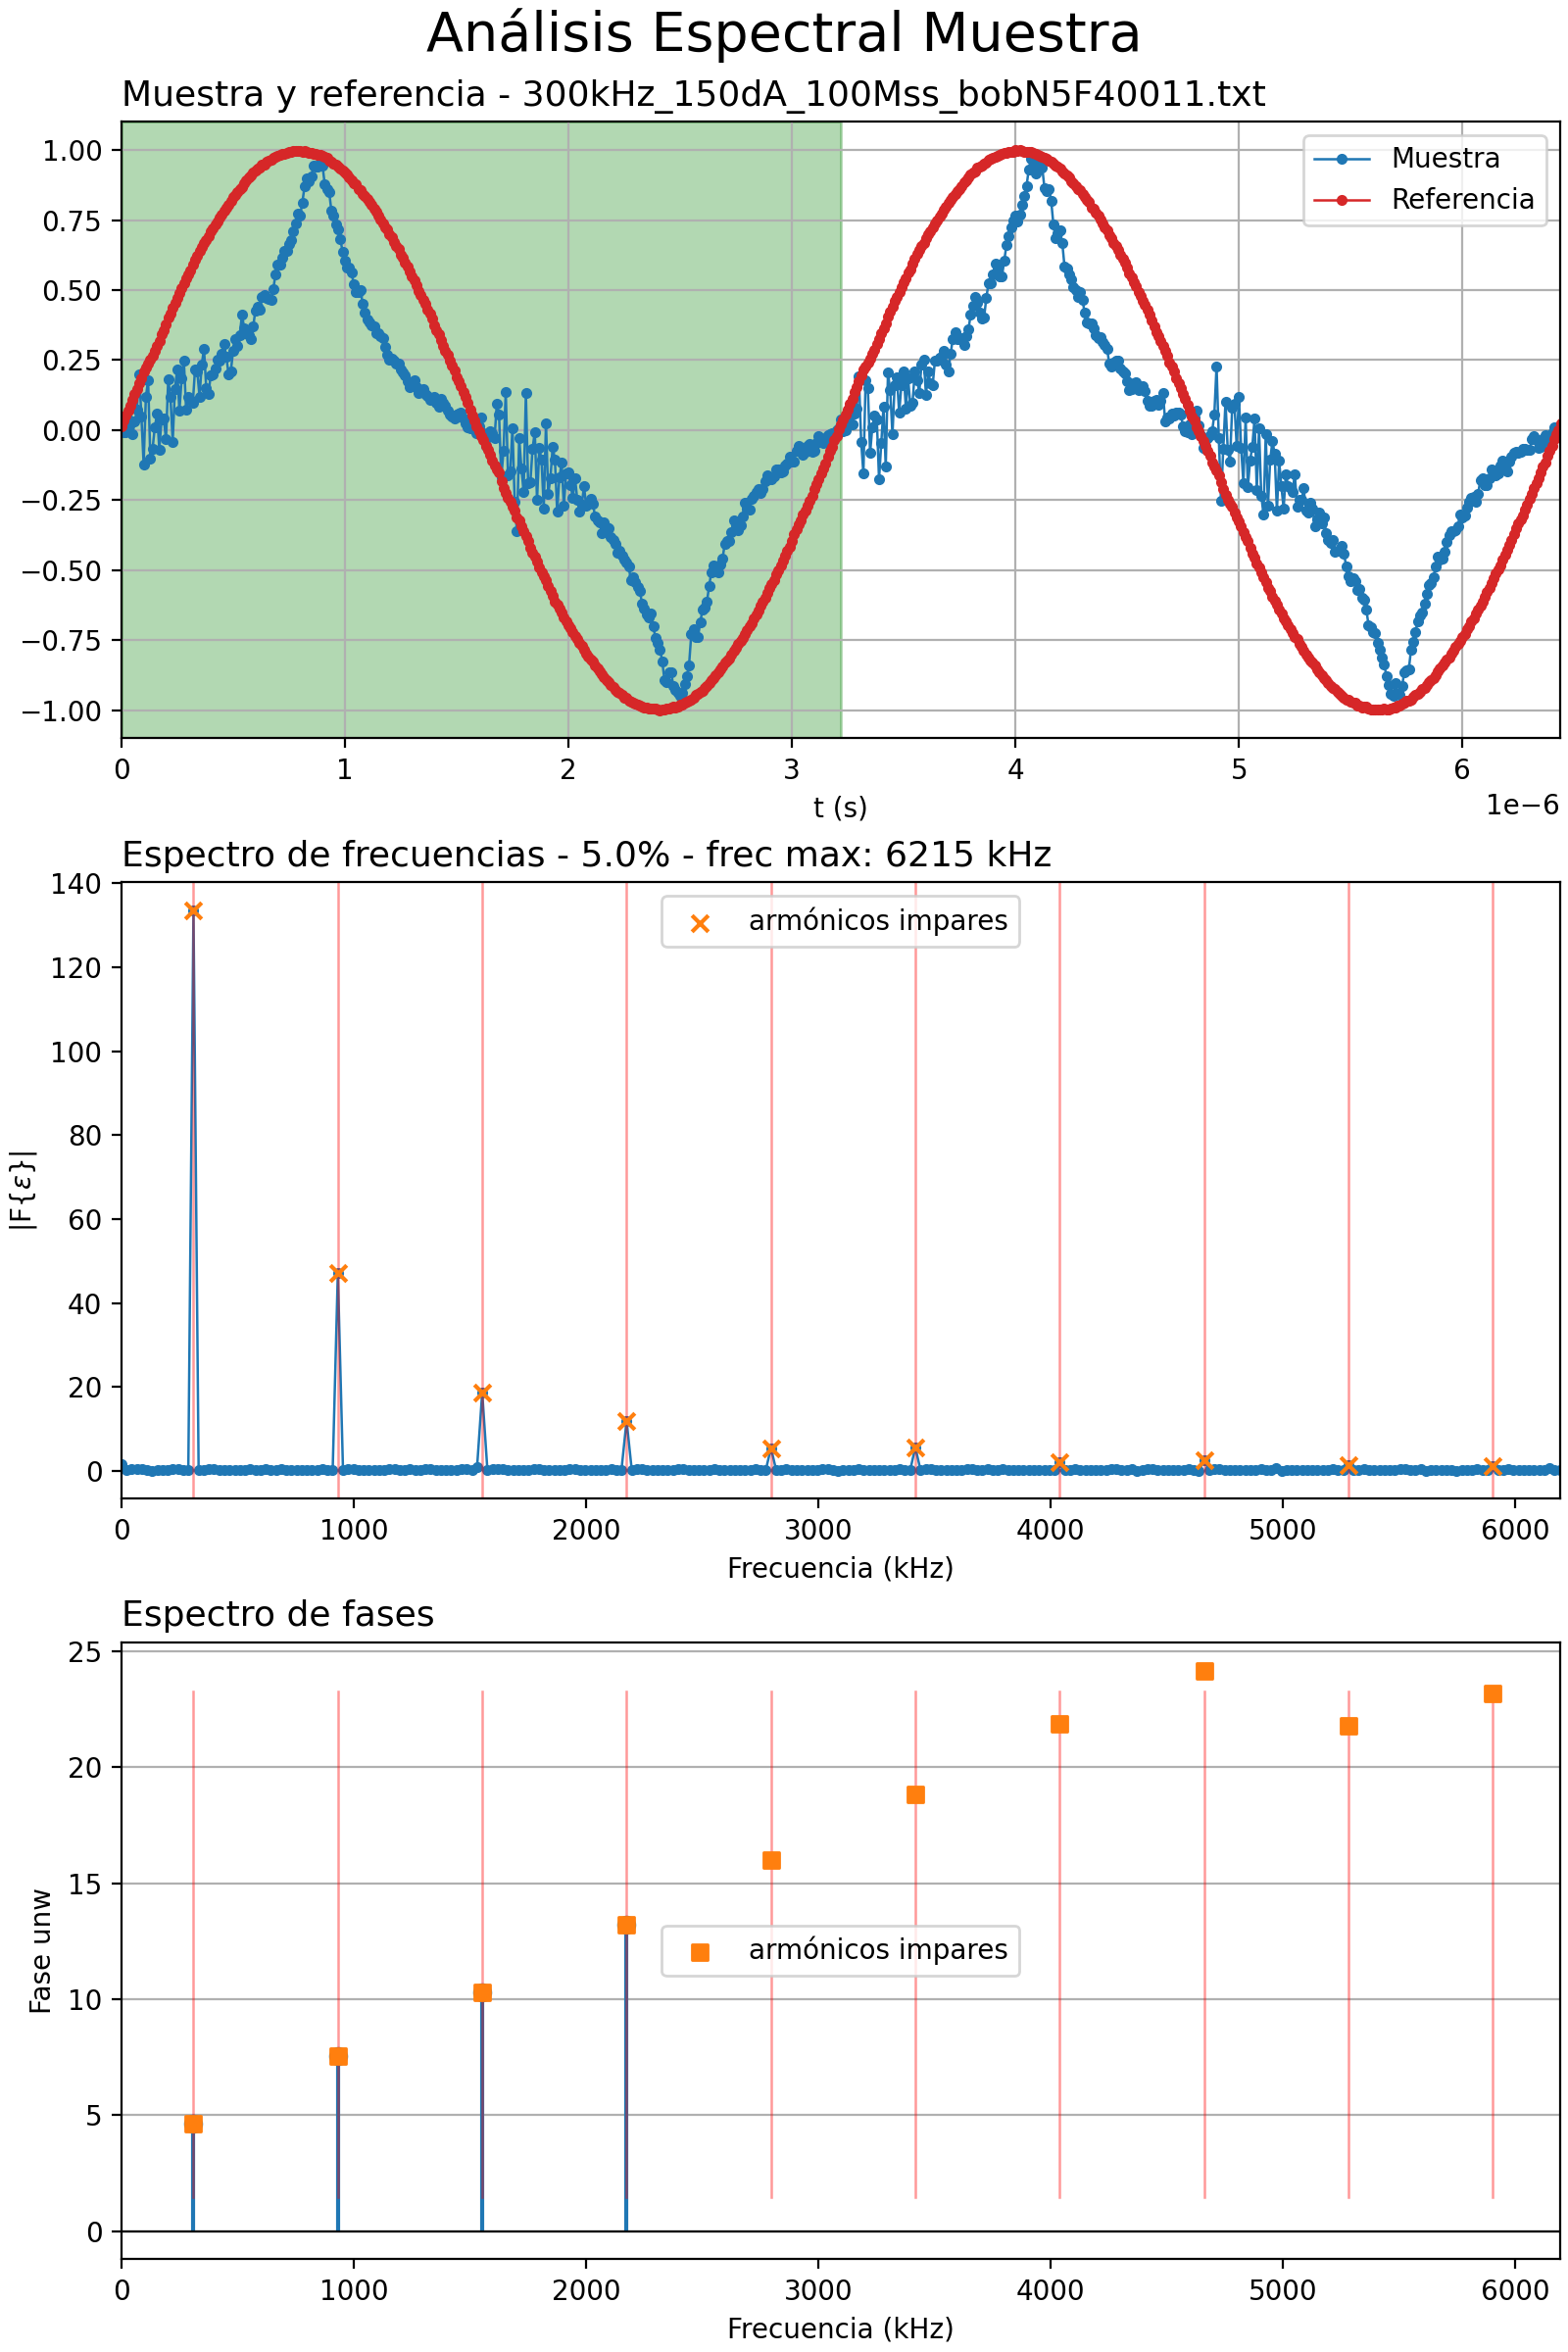 Análisis Espectral Muestra
Muestra y referencia - 300kHz_150dA_100Mss_bobN5F40011.txt
1.00
0.75
0.50
0.25
0.00
−0.25
−0.50
−0.75
−1.00
Muestra
Referencia
0 1 2 3 4 5 6
t (s)
1e−6
Espectro de frecuencias - 5.0% - frec max: 6215 kHz
140
120
100
80
60
40
20
0
|F{ε}|
armónicos impares
0 1000 2000 3000 4000 5000 6000
Frecuencia (kHz)
Espectro de fases
25
20
15
10
5
0
Fase unw
armónicos impares
0 1000 2000 3000 4000 5000 6000
Frecuencia (kHz)